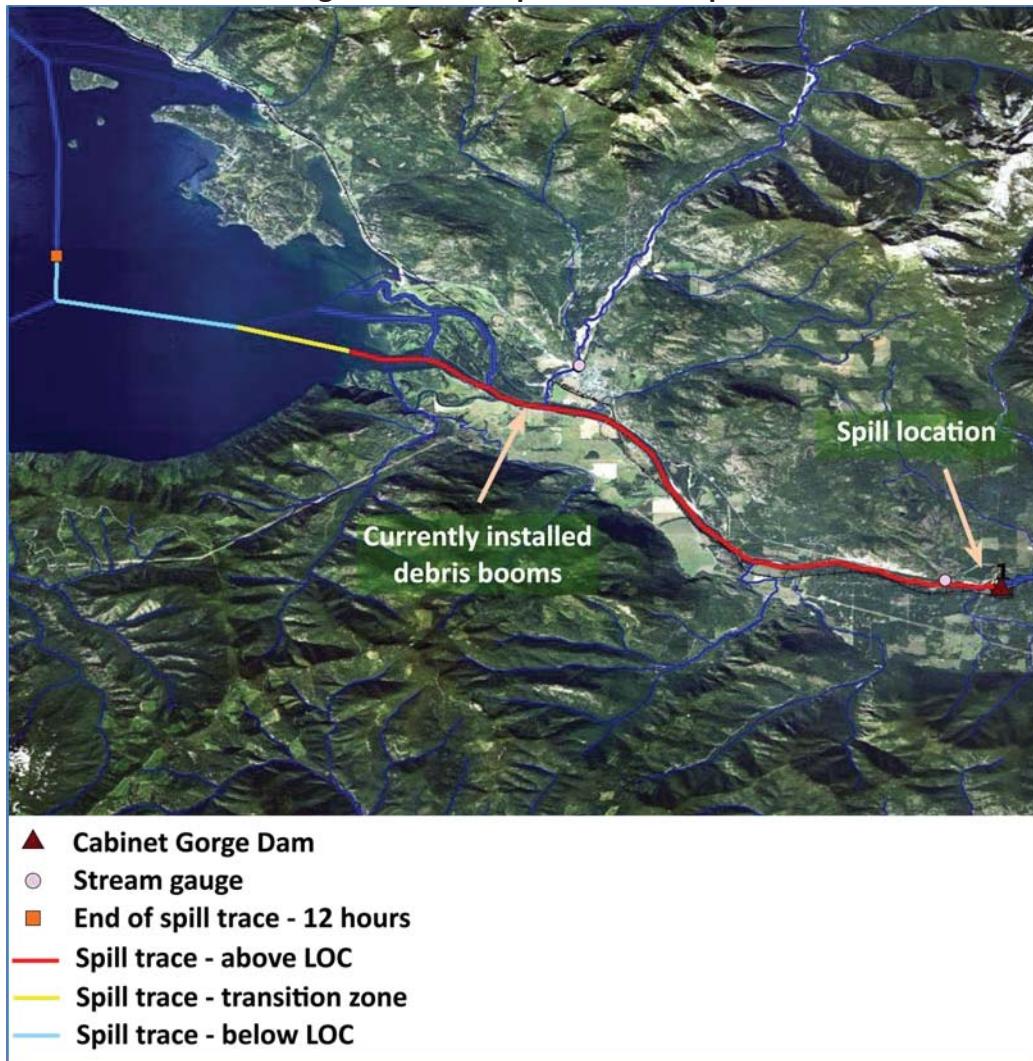 Spill location
1
Currently installed
debris booms
Cabinet Gorge Dam
Stream gauge
End of spill trace - 12 hours
Spill trace - above LOC
Spill trace - transition zone
Spill trace - below LOC